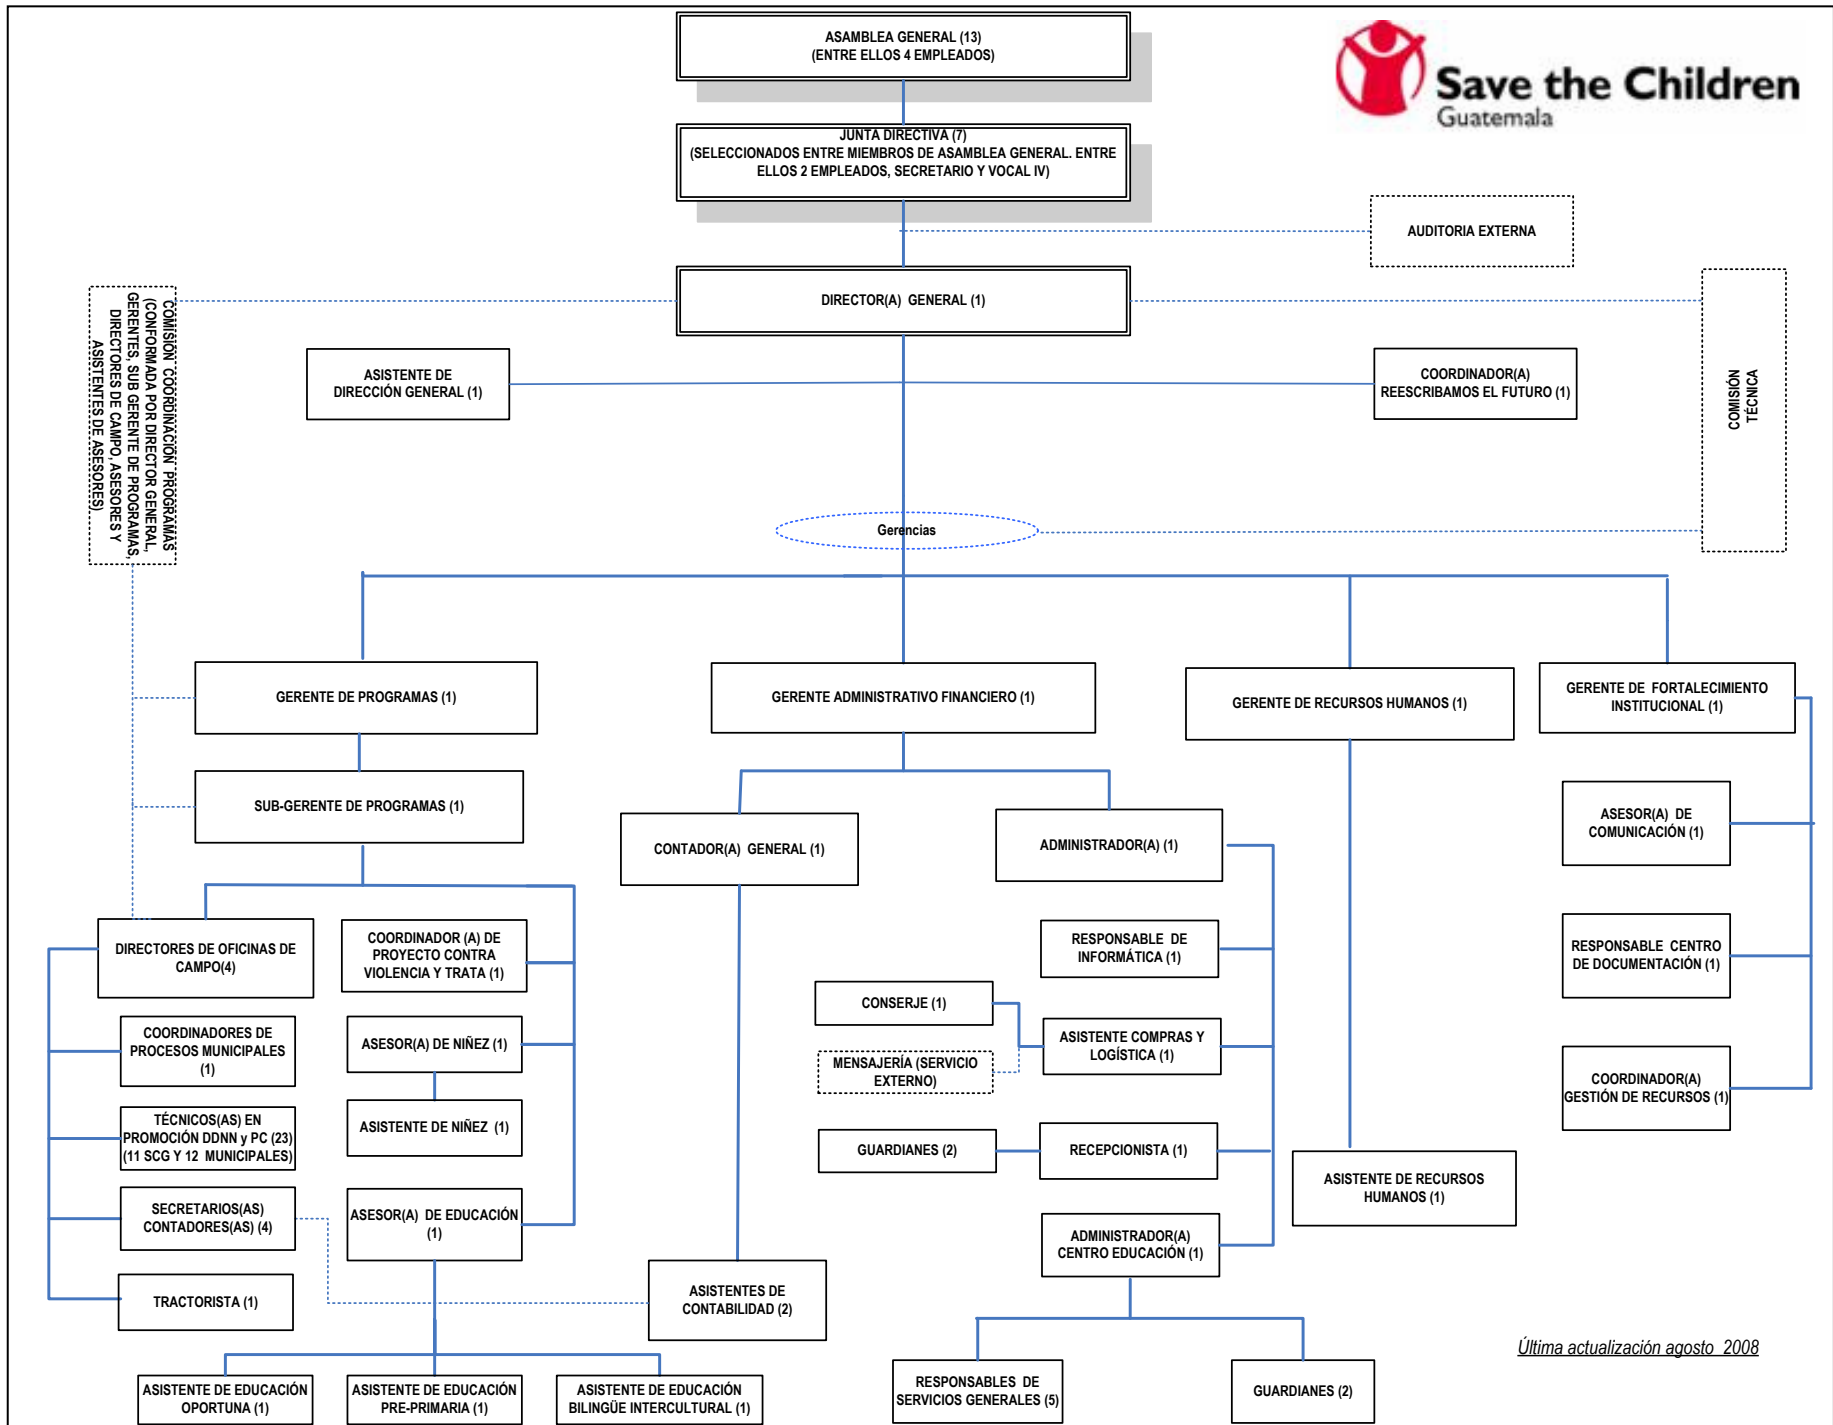 ASAMBLEA GENERAL (13)
(ENTRE ELLOS 4 EMPLEADOS)
Save the Children
Guatemala
JUNTA DIRECTIVA (7)
(SELECCIONADOS ENTRE MIEMBROS DE ASAMBLEA GENERAL. ENTRE
ELLOS 2 EMPLEADOS, SECRETARIO Y VOCAL IV)
AUDITORIA EXTERNA
DIRECTOR(A) GENERAL (1)
COMISIÓN COORDINACIÓN PROGRAMAS
(CONFORMADA POR DIRECTOR GENERAL,
GERENTES, SUB GERENTE DE PROGRAMAS,
DIRECTORES DE CAMPO, ASESORES Y
ASISTENTES DE ASESORES)
ASISTENTE DE
DIRECCIÓN GENERAL (1)
COORDINADOR(A)
REESCRIBAMOS EL FUTURO (1)
COMISIÓN
TÉCNICA
Gerencias
GERENTE DE PROGRAMAS (1)
GERENTE ADMINISTRATIVO FINANCIERO (1)
GERENTE DE RECURSOS HUMANOS (1)
GERENTE DE FORTALECIMIENTO
INSTITUCIONAL (1)
SUB-GERENTE DE PROGRAMAS (1)
CONTADOR(A) GENERAL (1)
ADMINISTRADOR(A) (1)
ASESOR(A) DE
COMUNICACIÓN (1)
DIRECTORES DE OFICINAS DE
CAMPO(4)
COORDINADOR (A) DE
PROYECTO CONTRA
VIOLENCIA Y TRATA (1)
RESPONSABLE DE
INFORMÁTICA (1)
RESPONSABLE CENTRO
DE DOCUMENTACIÓN (1)
CONSERJE (1)
COORDINADORES DE
PROCESOS MUNICIPALES
(1)
ASESOR(A) DE NIÑEZ (1)
ASISTENTE COMPRAS Y
LOGÍSTICA (1)
MENSAJERÍA (SERVICIO
EXTERNO)
COORDINADOR(A)
GESTIÓN DE RECURSOS (1)
TÉCNICOS(AS) EN
PROMOCIÓN DDNN y PC (23)
(11 SCG Y 12 MUNICIPALES)
ASISTENTE DE NIÑEZ (1)
GUARDIANES (2)
RECEPCIONISTA (1)
ASISTENTE DE RECURSOS
HUMANOS (1)
SECRETARIOS(AS)
CONTADORES(AS) (4)
ASESOR(A) DE EDUCACIÓN
(1)
ADMINISTRADOR(A)
CENTRO EDUCACIÓN (1)
TRACTORISTA (1)
ASISTENTES DE
CONTABILIDAD (2)
Última actualización agosto 2008
ASISTENTE DE EDUCACIÓN
OPORTUNA (1)
ASISTENTE DE EDUCACIÓN
PRE-PRIMARIA (1)
ASISTENTE DE EDUCACIÓN
BILINGÜE INTERCULTURAL (1)
RESPONSABLES DE
SERVICIOS GENERALES (5)
GUARDIANES (2)